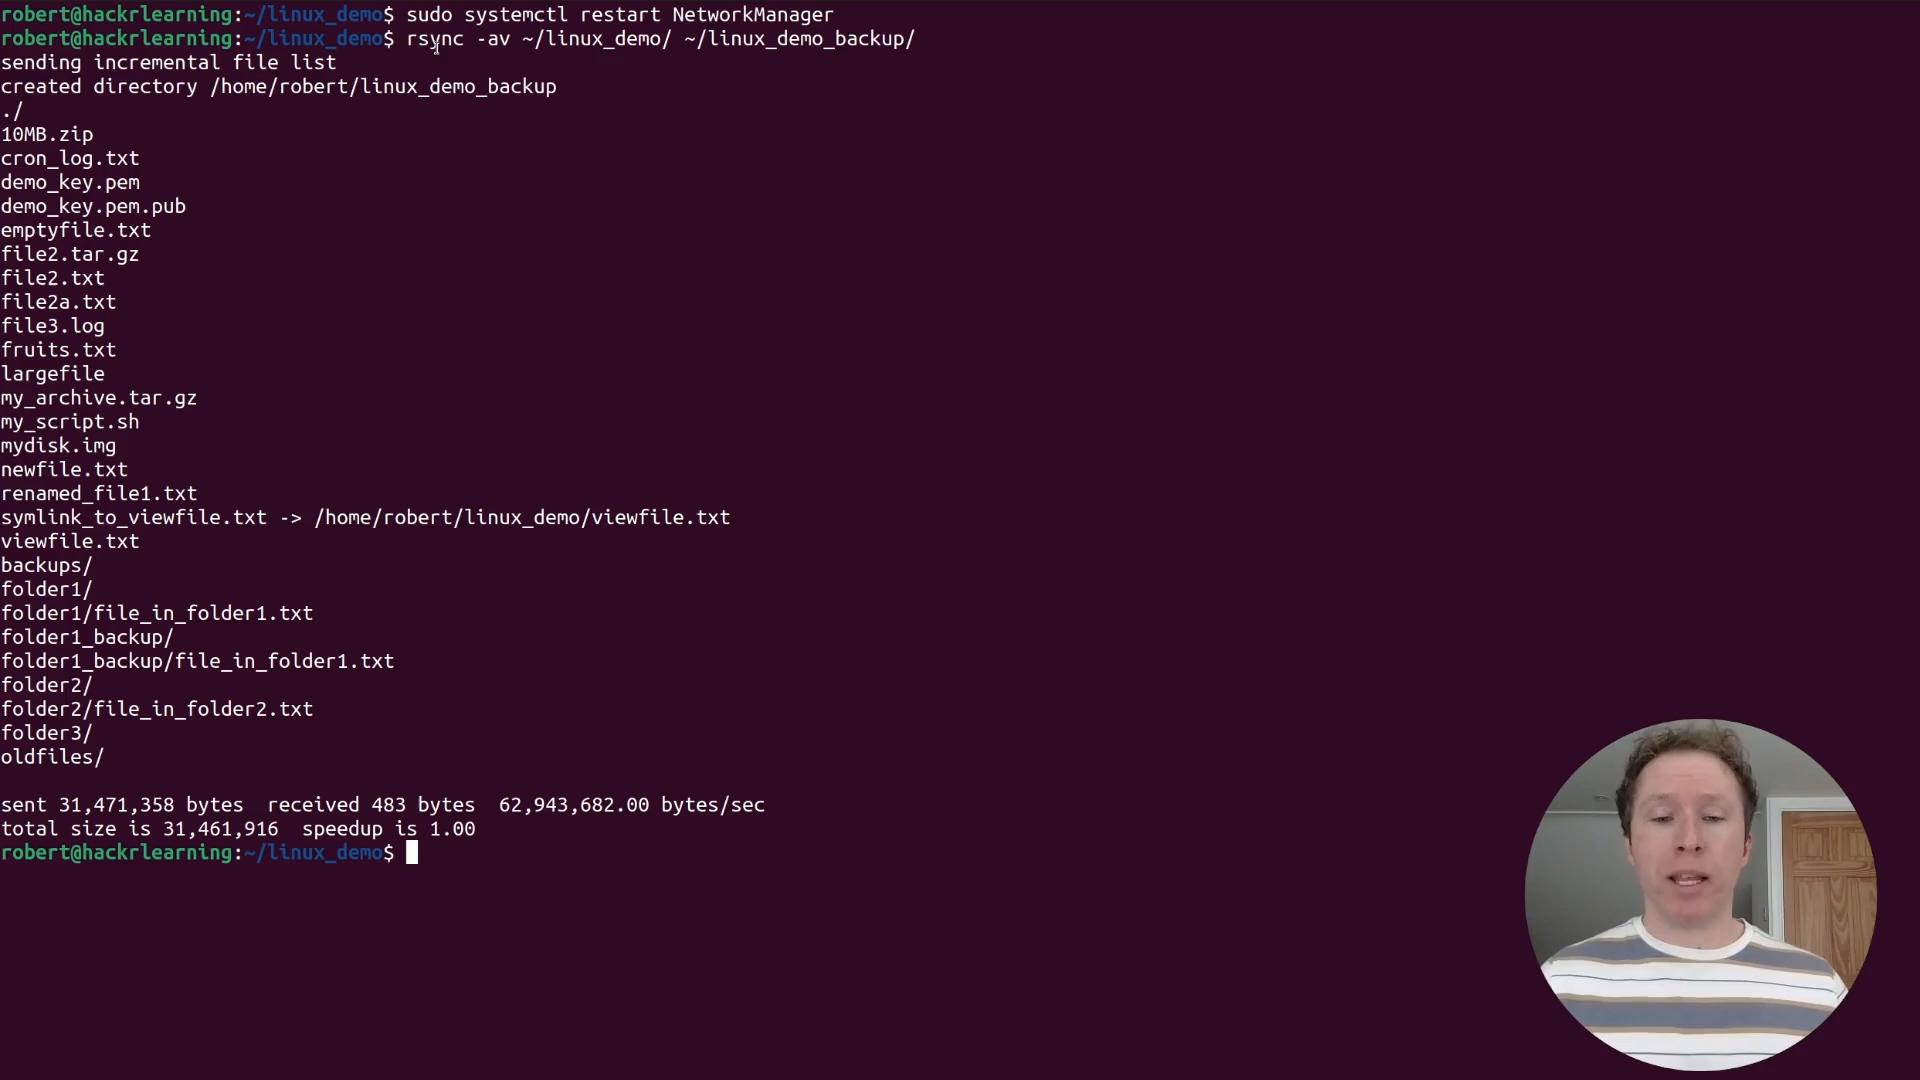 robert@hackrlearning:~/linux_demo$ sudo systemctl restart NetworkManager
robert@hackrlearning:~/linux_demo$ rsync -av ~/linux_demo/ ~/linux_demo_backup/
sending incremental file list
created directory /home/robert/linux_demo_backup
./
10MB.zip
cron_log.txt
demo_key.pem
demo_key.pem.pub
emptyfile.txt
file2.tar.gz
file2.txt
file2a.txt
file3.log
fruits.txt
largefile
my_archive.tar.gz
my_script.sh
mydisk.img
newfile.txt
renamed_file1.txt
symlink_to_viewfile.txt -> /home/robert/linux_demo/viewfile.txt
viewfile.txt
backups/
folder1/
folder1/file_in_folder1.txt
folder1_backup/
folder1_backup/file_in_folder1.txt
folder2/
folder2/file_in_folder2.txt
folder3/
oldfiles/

sent 31,471,358 bytes  received 483 bytes  62,943,682.00 bytes/sec
total size is 31,461,916  speedup is 1.00
robert@hackrlearning:~/linux_demo$